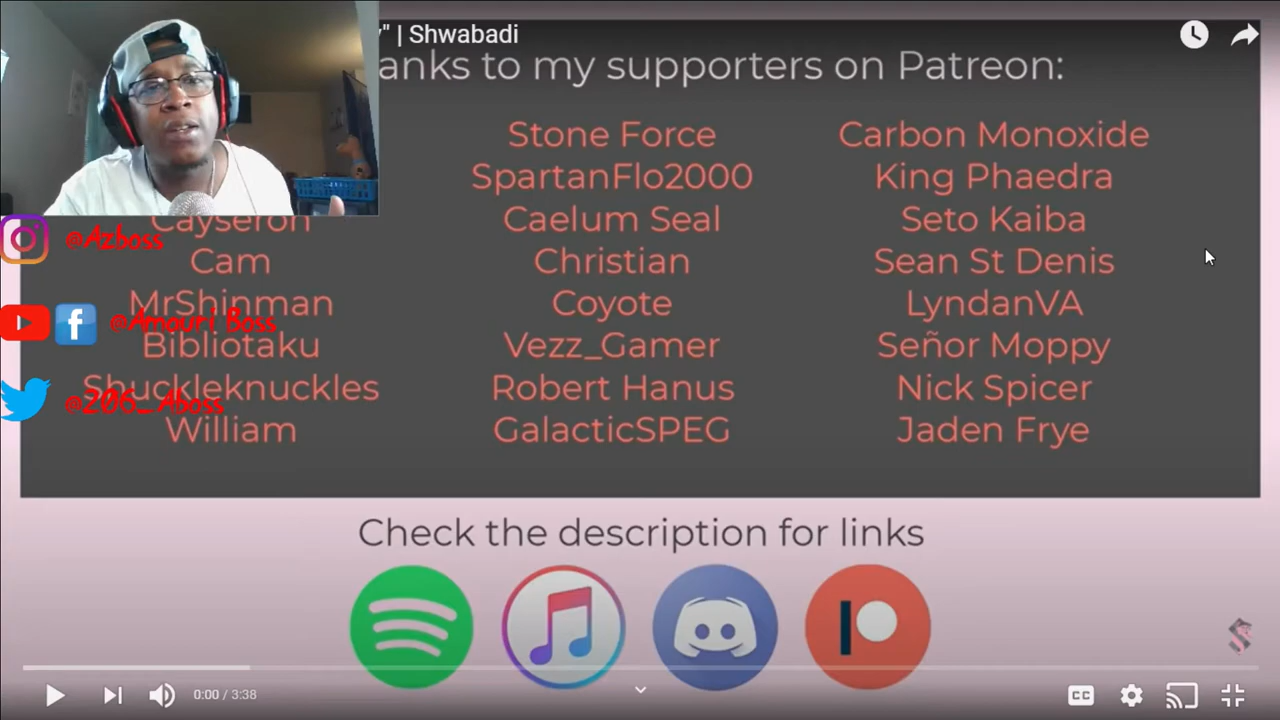 " | Shwabadi
anks to my supporters on Patreon:
Stone Force
Carbon Monoxide
SpartanFlo2000
King Phaedra
Cayseron
Caelum Seal
Seto Kaiba
@Azboss
Cam
Christian
Sean St Denis
MrShinman
Coyote
LyndanVA
@Amouri Boss
Bibliotaku
Vezz_Gamer
Señor Moppy
Shuckleknuckles
Robert Hanus
Nick Spicer
@206_Aboss
William
GalacticSPEG
Jaden Frye
Check the description for links
0:00 / 3:38
CC